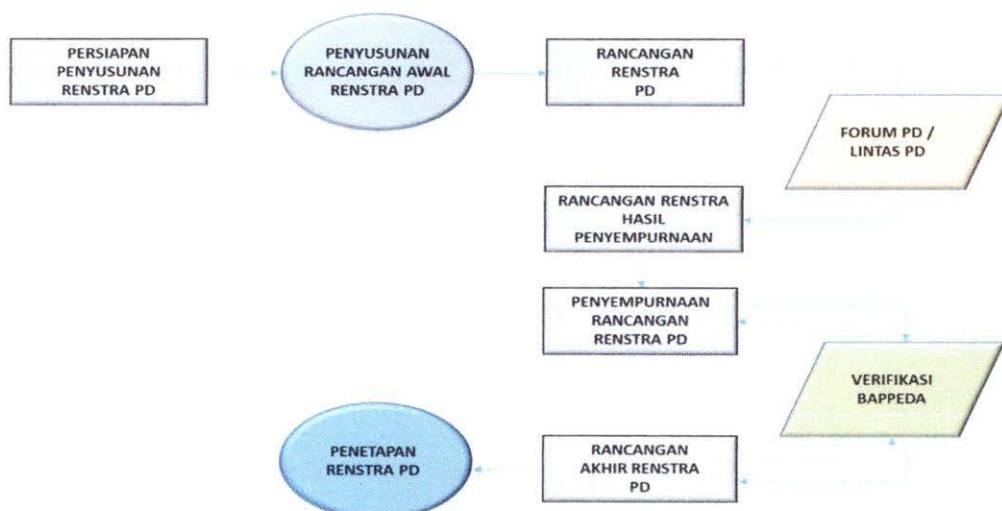 PERSIAPAN
PENYUSUNAN
RENSTRA PD
PENYUSUNAN
RANCANGAN AWAL
RENSTRA PD
RANCANGAN
RENSTRA
PD
FORUM PD /
LINTAS PD
RANCANGAN RENSTRA
HASIL
PENYEMPURNAAN
PENYEMPURNAAN
RANCANGAN
RENSTRA PD
VERIFIKASI
BAPPEDA
RANCANGAN
AKHIR RENSTRA
PD
PENETAPAN
RENSTRA PD